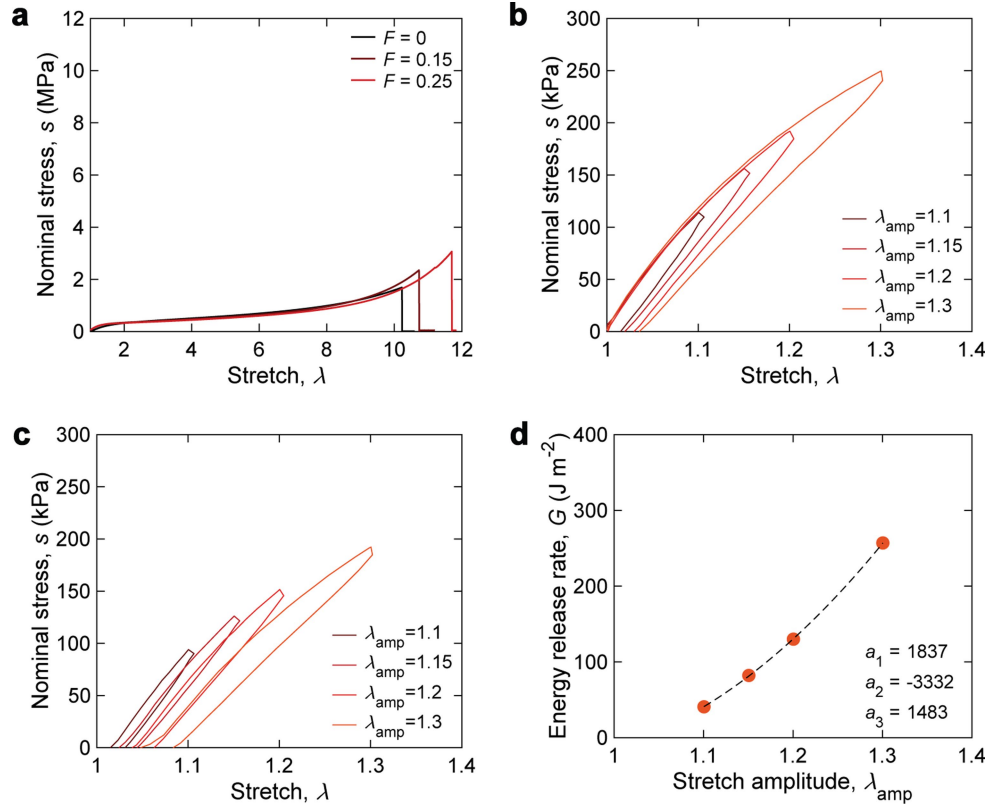 a
12
10
8
6
4
2
0
Nominal stress, s (MPa)
F = 0
F = 0.15
F = 0.25
2
4
6
8
10
12
Stretch, λ
b
300
250
200
150
100
50
0
Nominal stress, s (kPa)
λamp=1.1
λamp=1.15
λamp=1.2
λamp=1.3
1
1.1
1.2
1.3
1.4
Stretch, λ
c
300
250
200
150
100
50
0
Nominal stress, s (kPa)
λamp=1.1
λamp=1.15
λamp=1.2
λamp=1.3
1
1.1
1.2
1.3
1.4
Stretch, λ
d
400
300
200
100
0
Energy release rate, G (J m-2)
a1 = 1837
a2 = -3332
a3 = 1483
1
1.1
1.2
1.3
1.4
Stretch amplitude, λamp